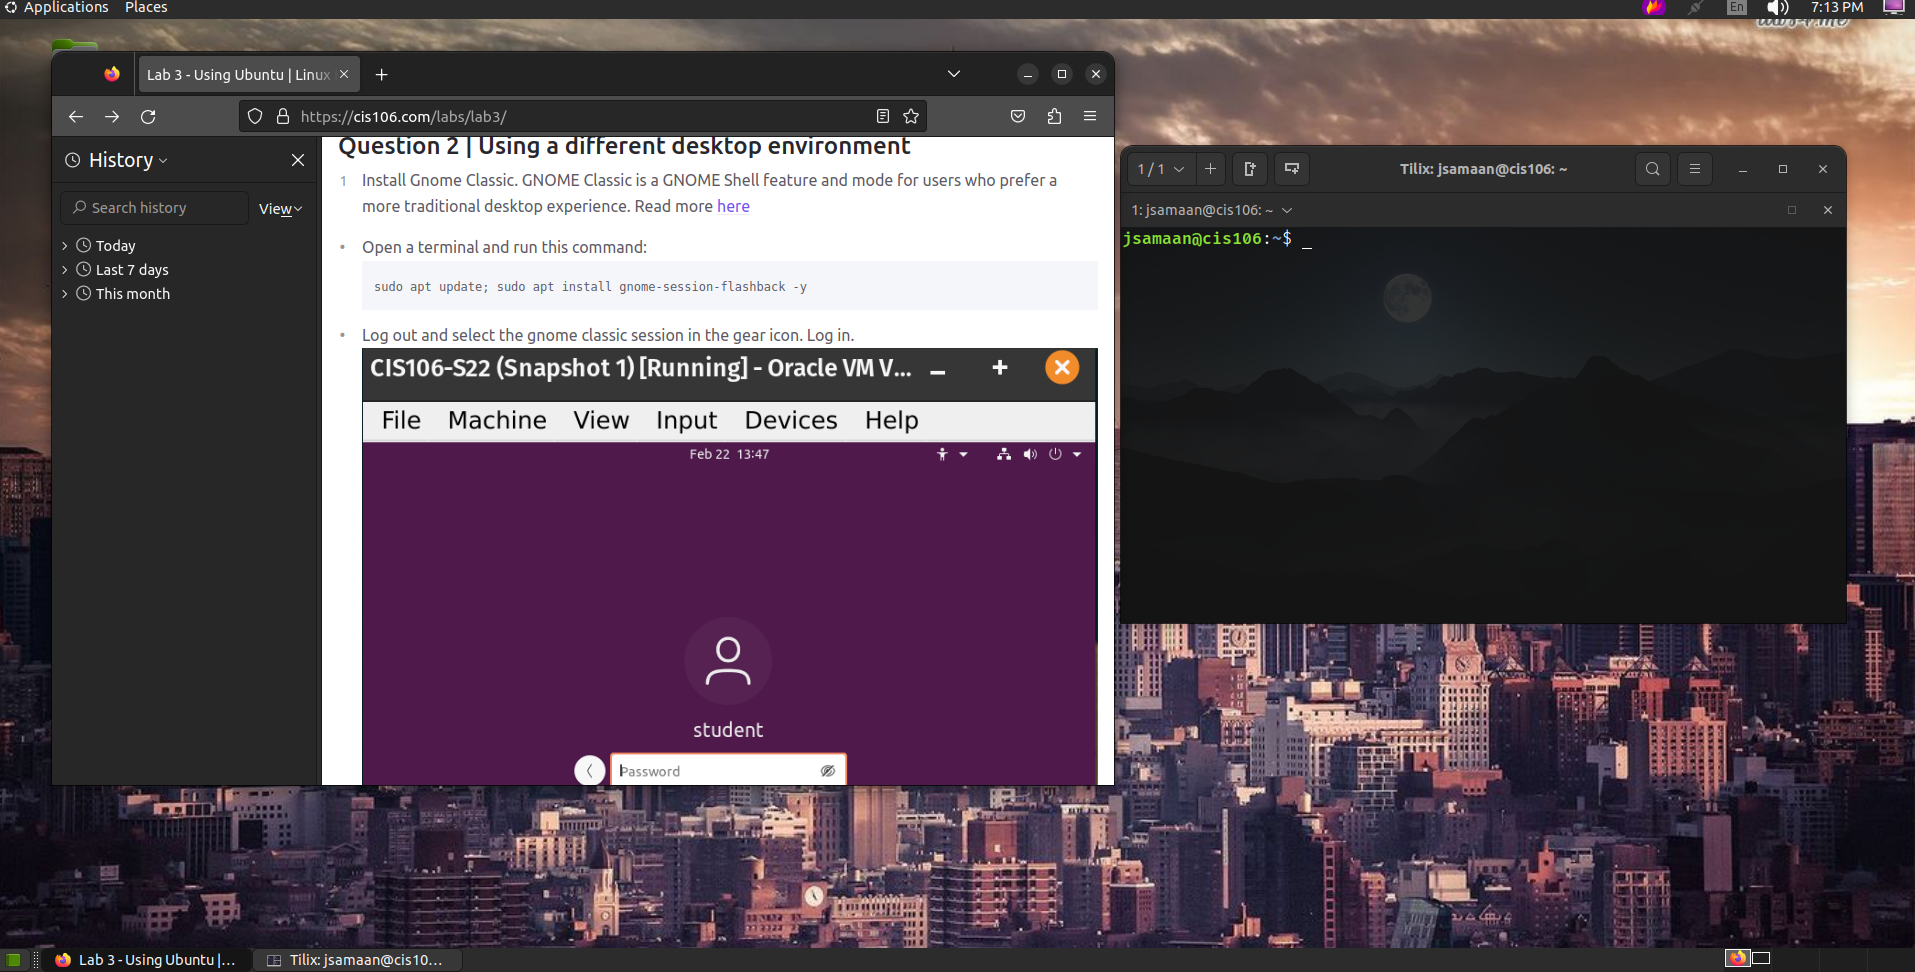 Applications Places
En 7:13 PM
Lab 3 - Using Ubuntu | Linux
https://cis106.com/labs/lab3/
History
Search history
View
Today
Last 7 days
This month
Question 2 | Using a different desktop environment
1 Install Gnome Classic. GNOME Classic is a GNOME Shell feature and mode for users who prefer a
more traditional desktop experience. Read more here
• Open a terminal and run this command:
sudo apt update; sudo apt install gnome-session-flashback -y
• Log out and select the gnome classic session in the gear icon. Log in.
CIS106-S22 (Snapshot 1) [Running] - Oracle VM V...
File Machine View Input Devices Help
Feb 22 13:47
student
Password
1 / 1
Tilix: jsamaan@cis106: ~
1: jsamaan@cis106: ~
jsamaan@cis106:~$ _
Lab 3 - Using Ubuntu |...
Tilix: jsamaan@cis10...